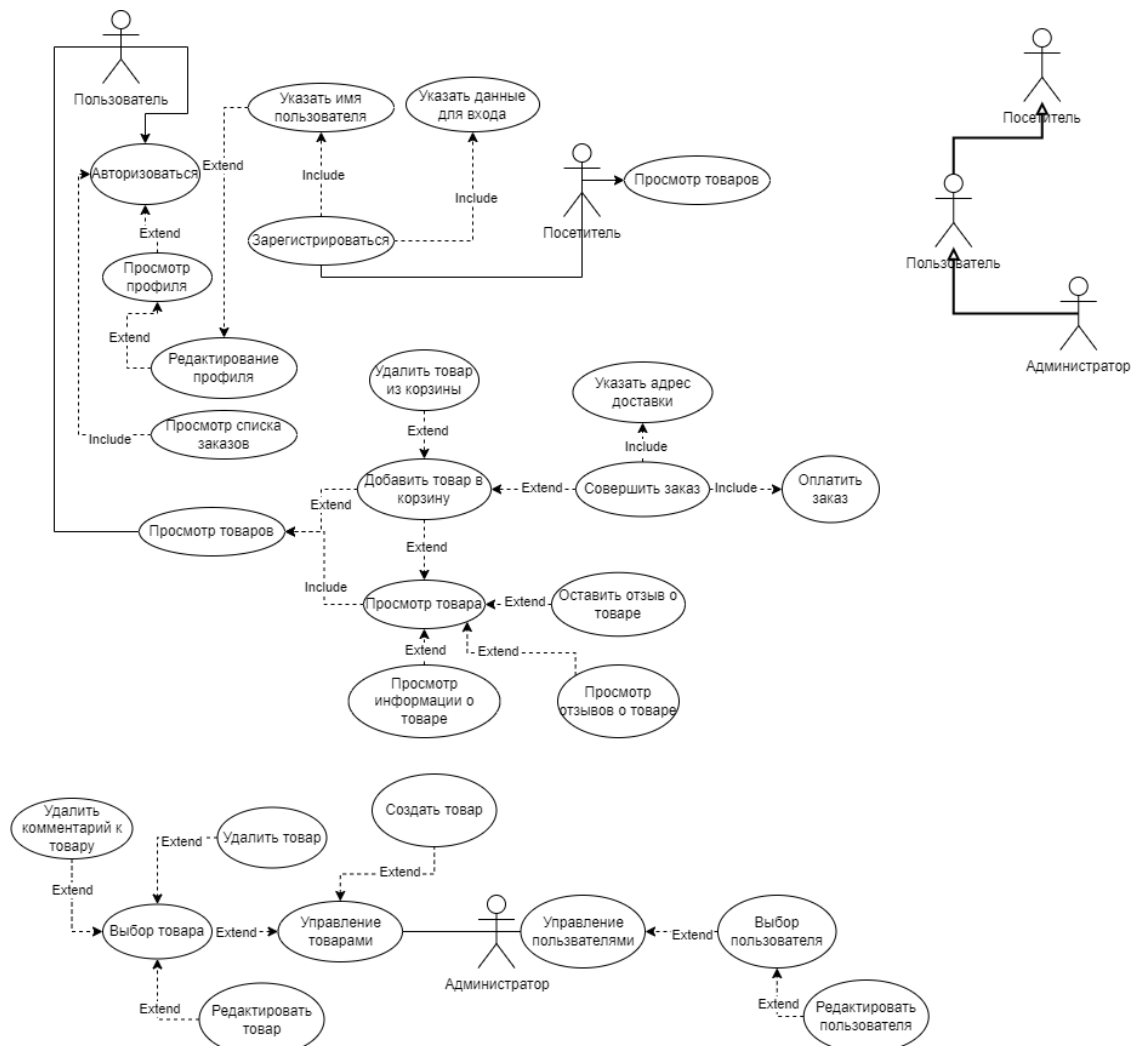 Пользователь
Указать имя
пользователя
Указать данные
для входа
Посетитель
Авторизоваться
Extend
Include
Include
Просмотр товаров
Посетитель
Пользователь
Зарегистрироваться
Extend
Просмотр
профиля
Extend
Администратор
Редактирование
профиля
Удалить товар
из корзины
Указать адрес
доставки
Просмотр списка
заказов
Include
Extend
Include
Добавить товар в
корзину
Extend
Совершить заказ
Include
Оплатить
заказ
Extend
Просмотр товаров
Extend
Include
Просмотр товара
Extend
Оставить отзыв о
товаре
Extend
Extend
Просмотр
информации о
товаре
Просмотр
отзывов о товаре
Удалить
комментарий к
товару
Удалить товар
Создать товар
Extend
Extend
Extend
Выбор товара
Extend
Управление
товарами
Администратор
Управление
пользвателями
Extend
Выбор
пользователя
Extend
Редактировать
товар
Extend
Редактировать
пользователя